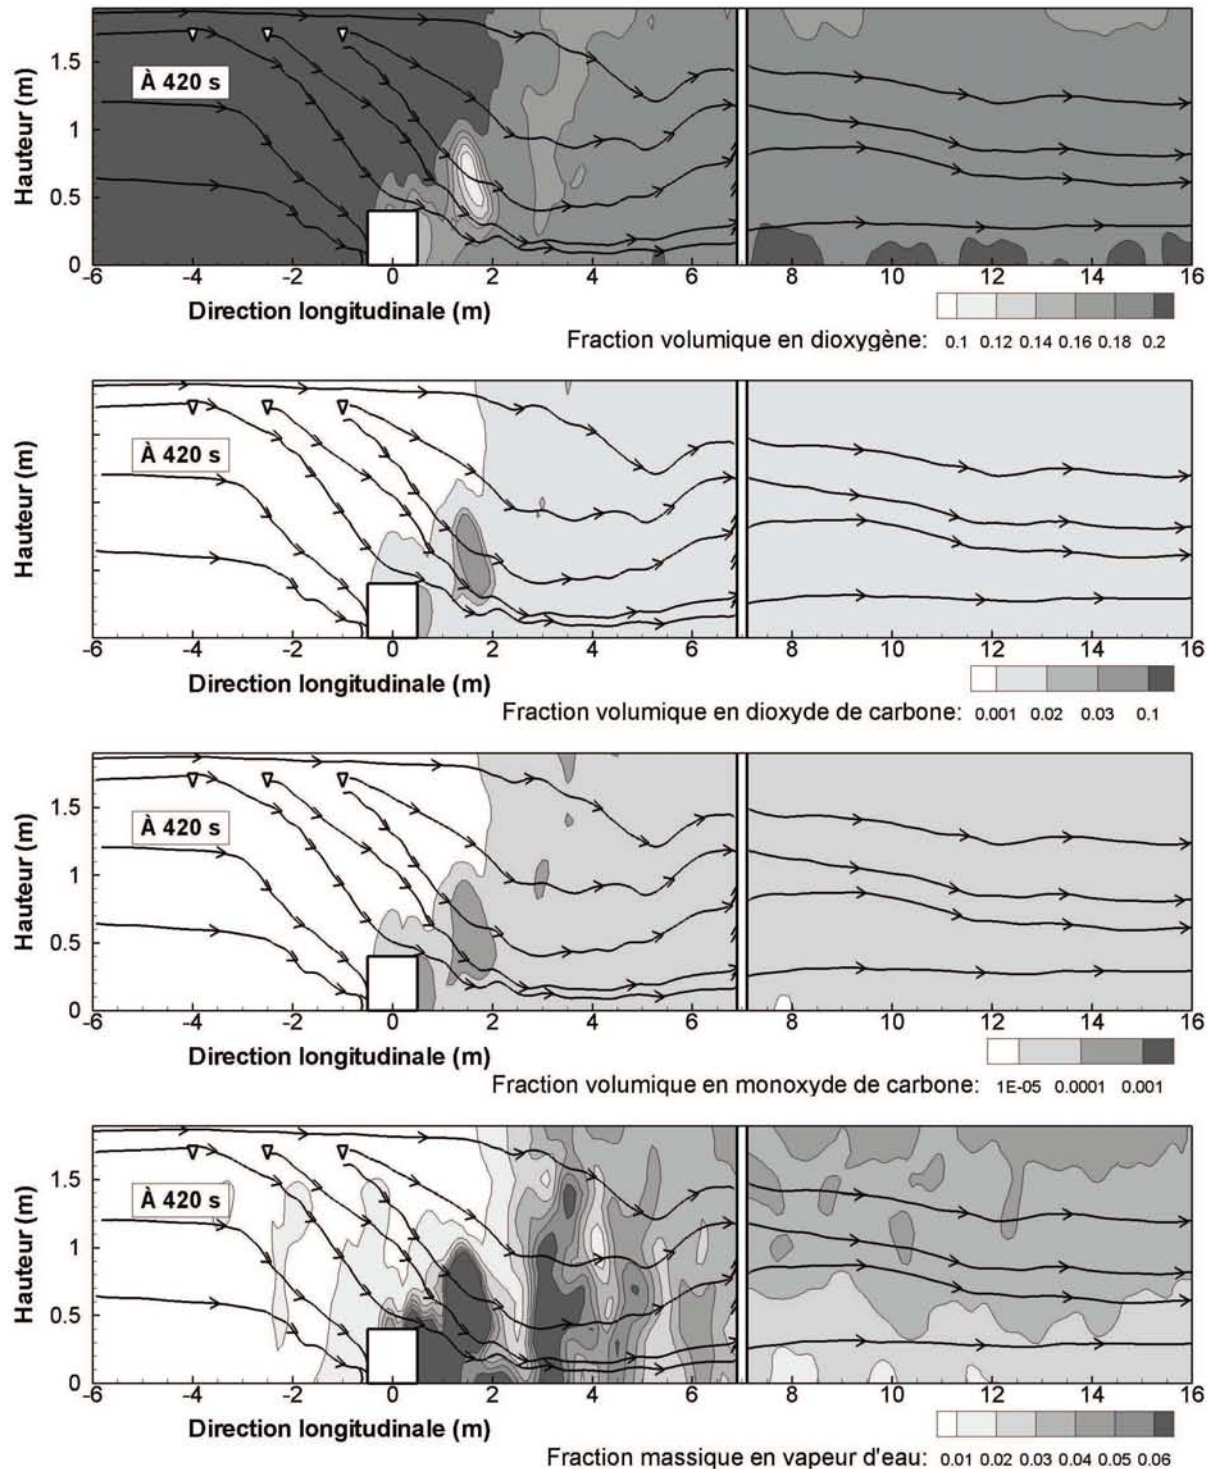 Hauteur (m)
1.5
1
0.5
0
À 420 s
-6 -4 -2 0 2 4 6 8 10 12 14 16
Direction longitudinale (m)
Fraction volumique en dioxygène: 0.1 0.12 0.14 0.16 0.18 0.2
Hauteur (m)
À 420 s
-6 -4 -2 0 2 4 6 8 10 12 14 16
Direction longitudinale (m)
Fraction volumique en dioxyde de carbone: 0.001 0.02 0.03 0.1
Hauteur (m)
1.5
1
0.5
0
À 420 s
-6 -4 -2 0 2 4 6 8 10 12 14 16
Direction longitudinale (m)
Fraction volumique en monoxyde de carbone: 1E-05 0.0001 0.001
Hauteur (m)
1.5
1
0.5
0
À 420 s
-6 -4 -2 0 2 4 6 8 10 12 14 16
Direction longitudinale (m)
Fraction massique en vapeur d'eau: 0.01 0.02 0.03 0.04 0.05 0.06